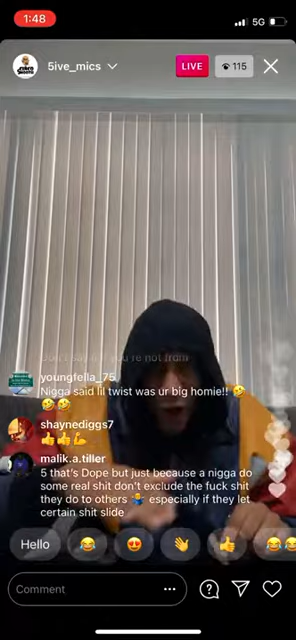 1:48
5G
5ive_mics
LIVE
115
youngfella_75
Nigga said lil twist was ur big homie!! 🤣
🤣🤣
shaynediggs7
👍👍💪
malik.a.tiller
5 that's Dope but just because a nigga do
some real shit don't exclude the fuck shit
they do to others 🤷‍♂️ especially if they let
certain shit slide
Hello 😂 😍 👋 👍 😂😂
Comment